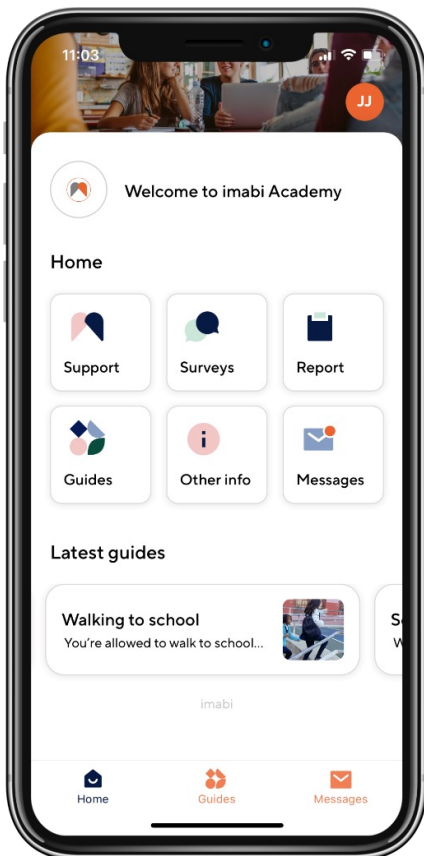 11:03
JJ
Welcome to imabi Academy
Home
Support
Surveys
Report
Guides
Other info
Messages
Latest guides
Walking to school
You're allowed to walk to school...
imabi
Home
Guides
Messages